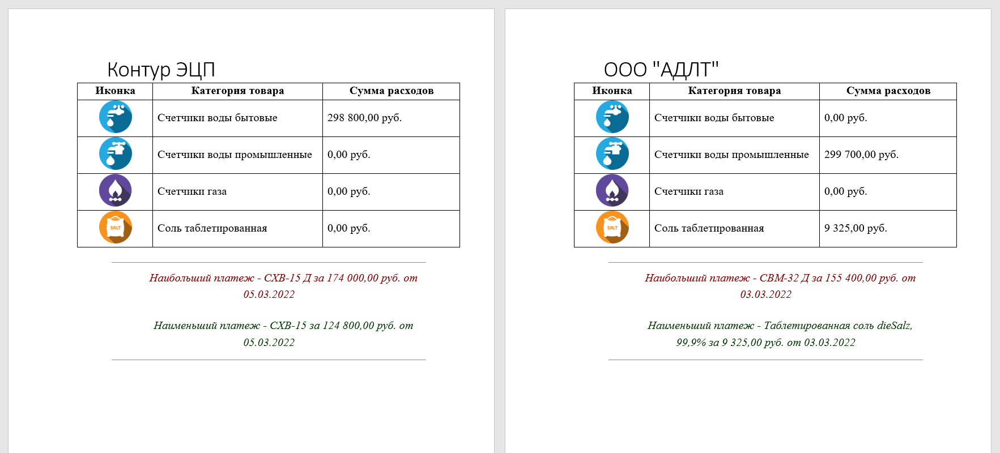 Контур ЭЦП
Иконка Категория товара Сумма расходов
Счетчики воды бытовые 298 800,00 руб.
Счетчики воды промышленные 0,00 руб.
Счетчики газа 0,00 руб.
SALT Соль таблетированная 0,00 руб.
Наибольший платеж - СХВ-15 Д за 174 000,00 руб. от
05.03.2022
Наименьший платеж - СХВ-15 за 124 800,00 руб. от
05.03.2022
ООО "АДЛТ"
Иконка Категория товара Сумма расходов
Счетчики воды бытовые 0,00 руб.
Счетчики воды промышленные 299 700,00 руб.
Счетчики газа 0,00 руб.
SALT Соль таблетированная 9 325,00 руб.
Наибольший платеж - СВМ-32 Д за 155 400,00 руб. от
03.03.2022
Наименьший платеж - Таблетированная соль dieSalz,
99,9% за 9 325,00 руб. от 03.03.2022